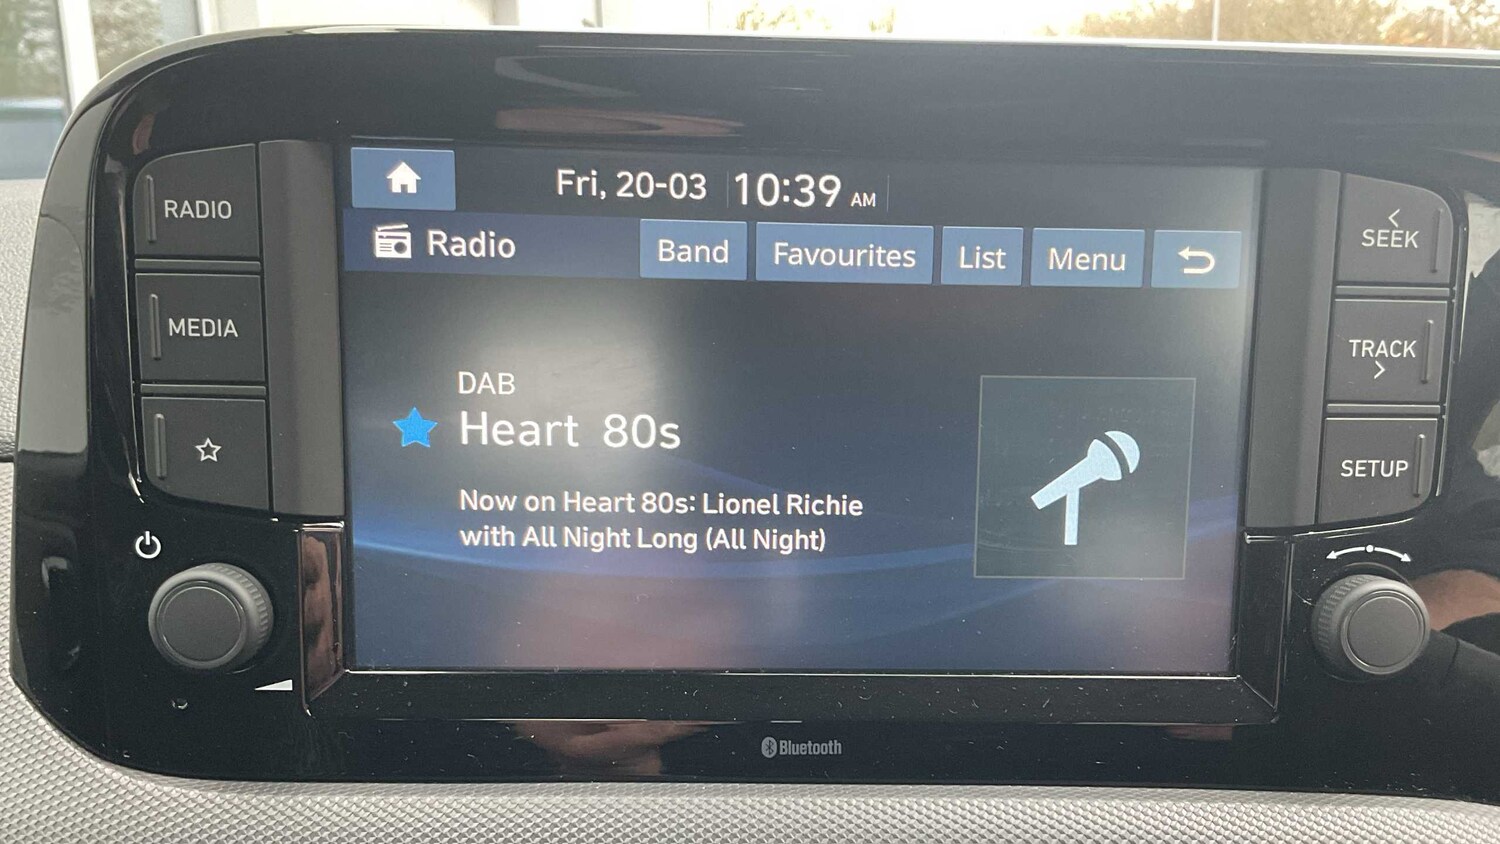 Fri, 20-03 10:39 AM
Radio Band Favourites List Menu
RADIO
MEDIA
DAB
Heart 80s
Now on Heart 80s: Lionel Richie
with All Night Long (All Night)
SEEK
TRACK
SETUP
Bluetooth